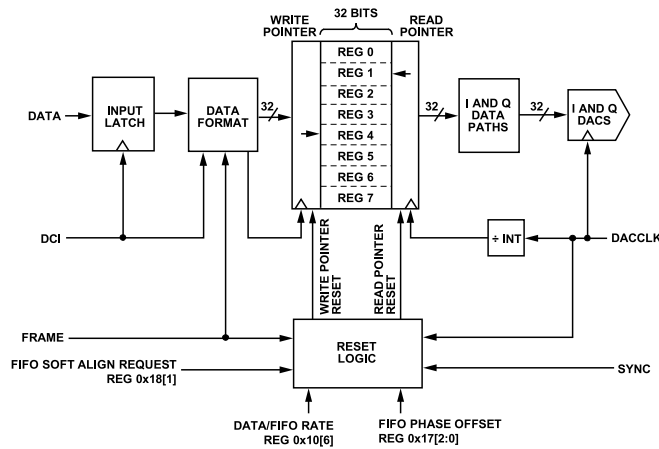 32 BITS
WRITE
POINTER
READ
POINTER
REG 0
REG 1
REG 2
REG 3
REG 4
REG 5
REG 6
REG 7
DATA
INPUT
LATCH
DATA
FORMAT
32
32
I AND Q
DATA
PATHS
32
I AND Q
DACS
DCI
÷ INT
DACCLK
WRITE POINTER
RESET
READ POINTER
RESET
FRAME
FIFO SOFT ALIGN REQUEST
REG 0x18[1]
RESET
LOGIC
SYNC
DATA/FIFO RATE
REG 0x10[6]
FIFO PHASE OFFSET
REG 0x17[2:0]